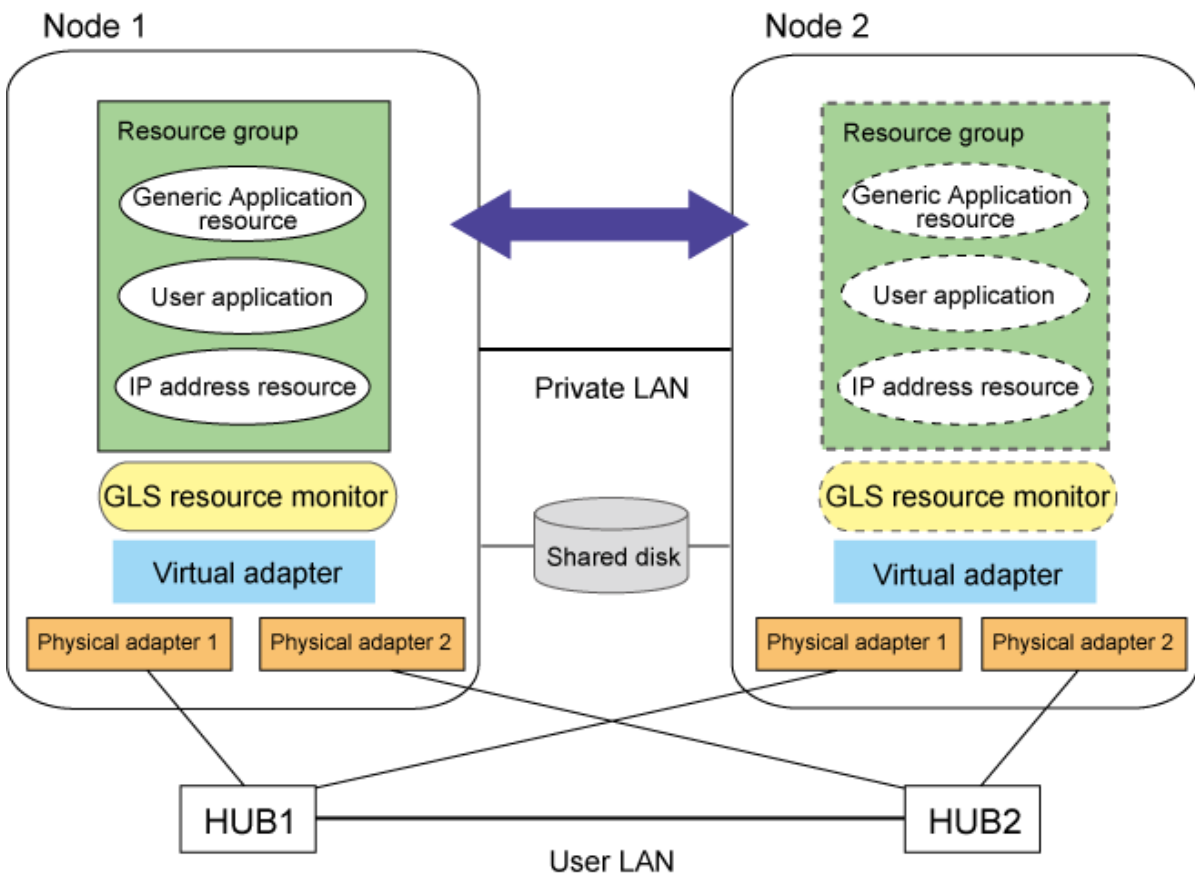 Node 1
Node 2
Resource group
Generic Application
resource
User application
IP address resource
GLS resource monitor
Virtual adapter
Physical adapter 1
Physical adapter 2
Private LAN
Shared disk
Resource group
Generic Application
resource
User application
IP address resource
GLS resource monitor
Virtual adapter
Physical adapter 1
Physical adapter 2
HUB1
HUB2
User LAN